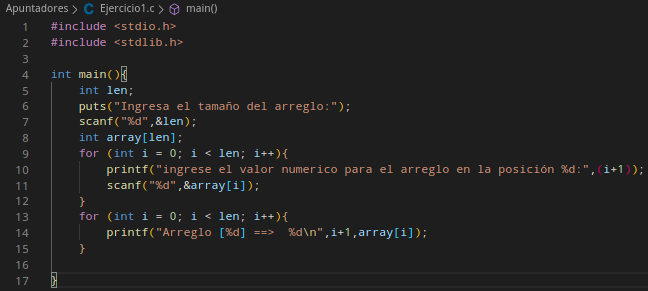 Apuntadores > C Ejercicio1.c > main()
1 #include <stdio.h>
2 #include <stdlib.h>
3
4 int main(){
5     int len;
6     puts("Ingresa el tamaño del arreglo:");
7     scanf("%d",&len);
8     int array[len];
9     for (int i = 0; i < len; i++){
10         printf("ingrese el valor numerico para el arreglo en la posición %d:",(i+1));
11         scanf("%d",&array[i]);
12     }
13     for (int i = 0; i < len; i++){
14         printf("Arreglo [%d] ==>  %d\n",i+1,array[i]);
15     }
16
17 }